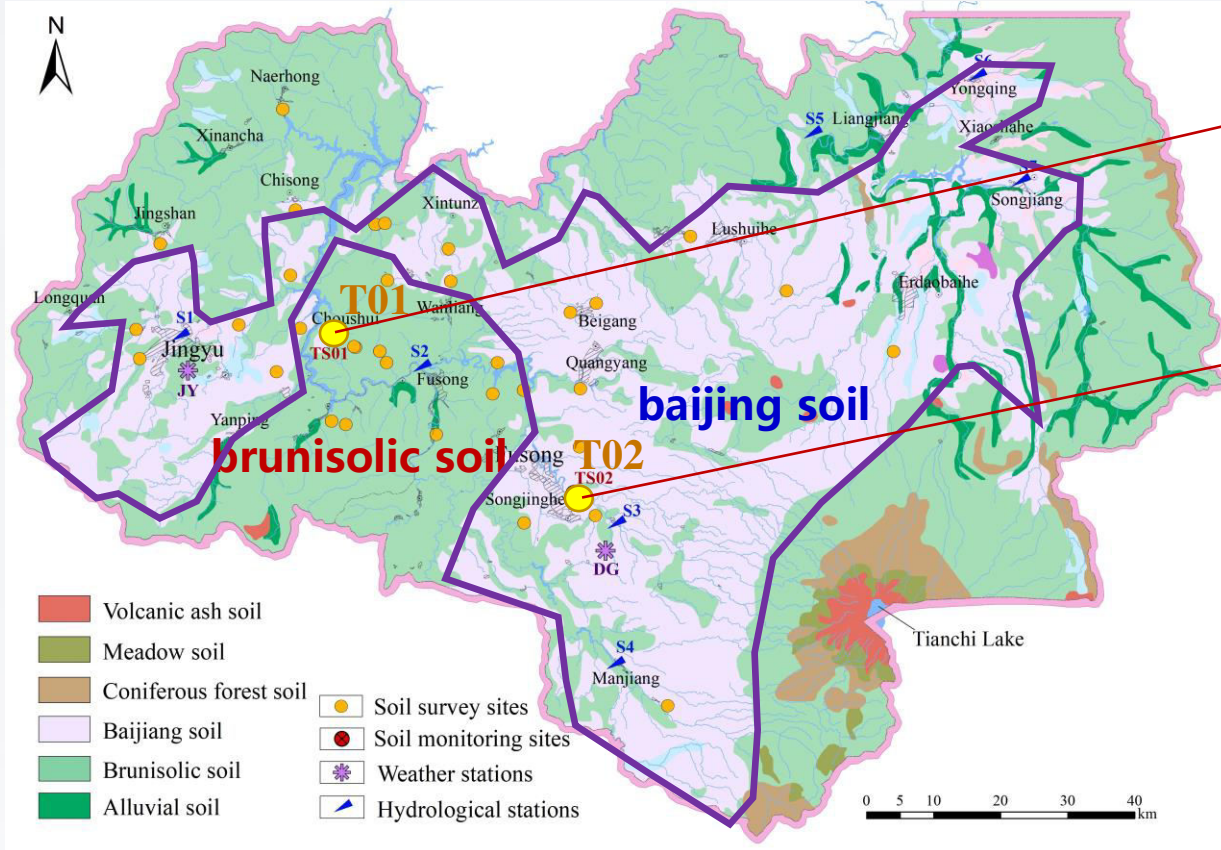 N
Naerhong
Xinancha
Chisong
Jingshan
Longquan
S1
Jingyu
JY
Yanping
Xintunz
T01
Choushui
TS01
Wanliang
S2
Fusong
brunisolic soil
S5
Liangjiang
S6
Yongqing
Songjiang
Lushuihe
Erdaobaihe
Beigang
Quangyang
baijing soil
T02
TS02
Songjinghe
S3
DG
S4
Manjiang
Tianchi Lake
Volcanic ash soil
Meadow soil
Coniferous forest soil
Baijiang soil
Brunisolic soil
Alluvial soil
Soil survey sites
Soil monitoring sites
Weather stations
Hydrological stations
0 5 10 20 30 40
km